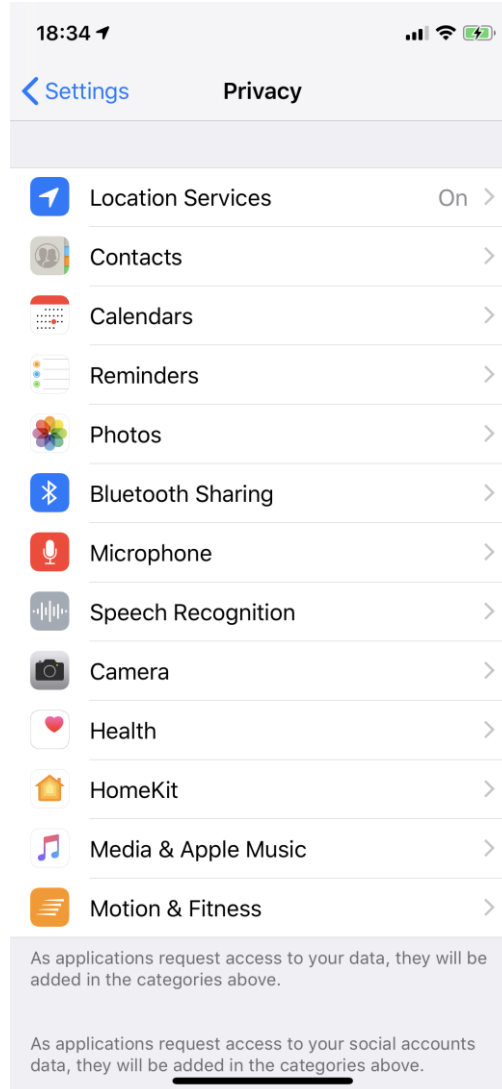 18:34
Settings
Privacy
Location Services On
Contacts
Calendars
Reminders
Photos
Bluetooth Sharing
Microphone
Speech Recognition
Camera
Health
HomeKit
Media & Apple Music
Motion & Fitness
As applications request access to your data, they will be
added in the categories above.
As applications request access to your social accounts
data, they will be added in the categories above.